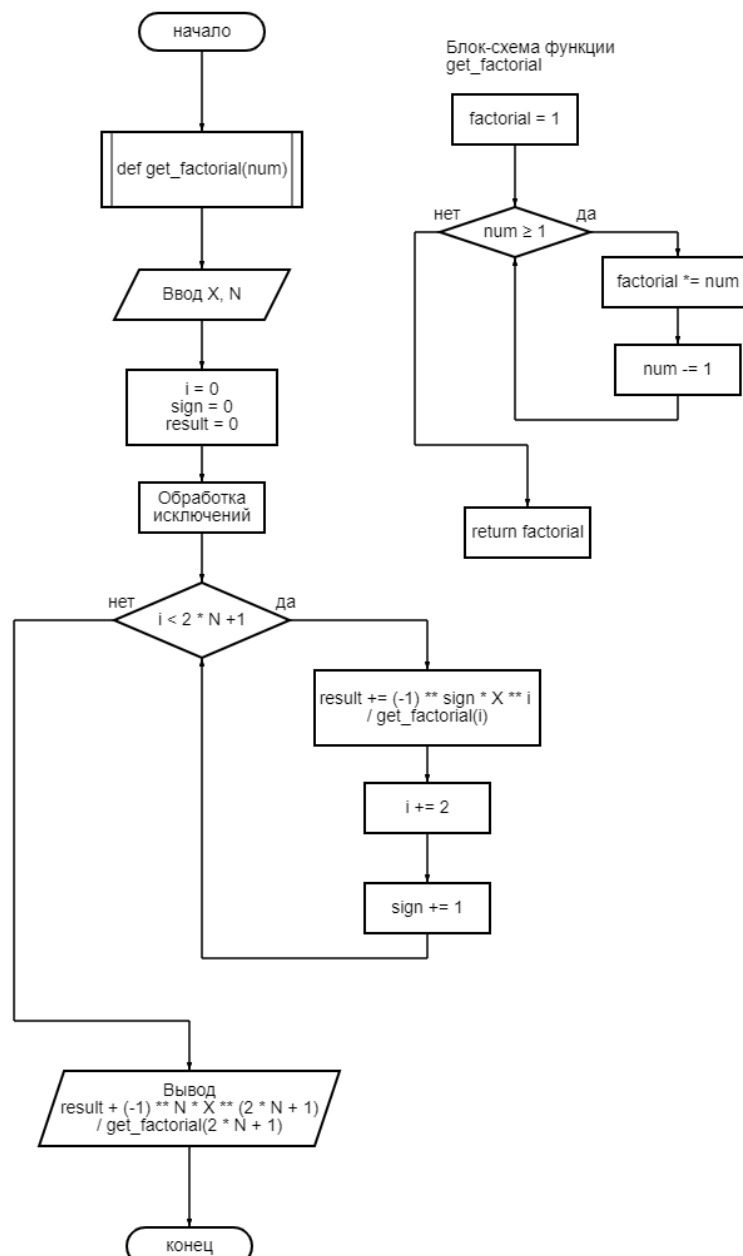 начало
def get_factorial(num)
Ввод X, N
i = 0
sign = 0
result = 0
Обработка
исключений
нет
да
i < 2 * N +1
result += (-1) ** sign * X ** i
/ get_factorial(i)
i += 2
sign += 1
Вывод
result + (-1) ** N * X ** (2 * N + 1)
/ get_factorial(2 * N + 1)
конец
Блок-схема функции
get_factorial
factorial = 1
нет
да
num ≥ 1
factorial *= num
num -= 1
return factorial